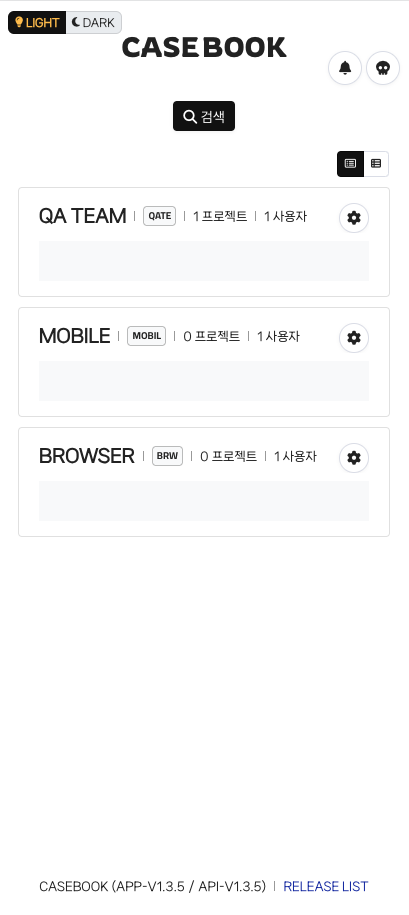 LIGHT DARK
CASEBOOK
검색
QA TEAM | QATE | 1 프로젝트 | 1 사용자
MOBILE | MOBIL | 0 프로젝트 | 1 사용자
BROWSER | BRW | 0 프로젝트 | 1 사용자
CASEBOOK (APP-V1.3.5 / API-V1.3.5) | RELEASE LIST